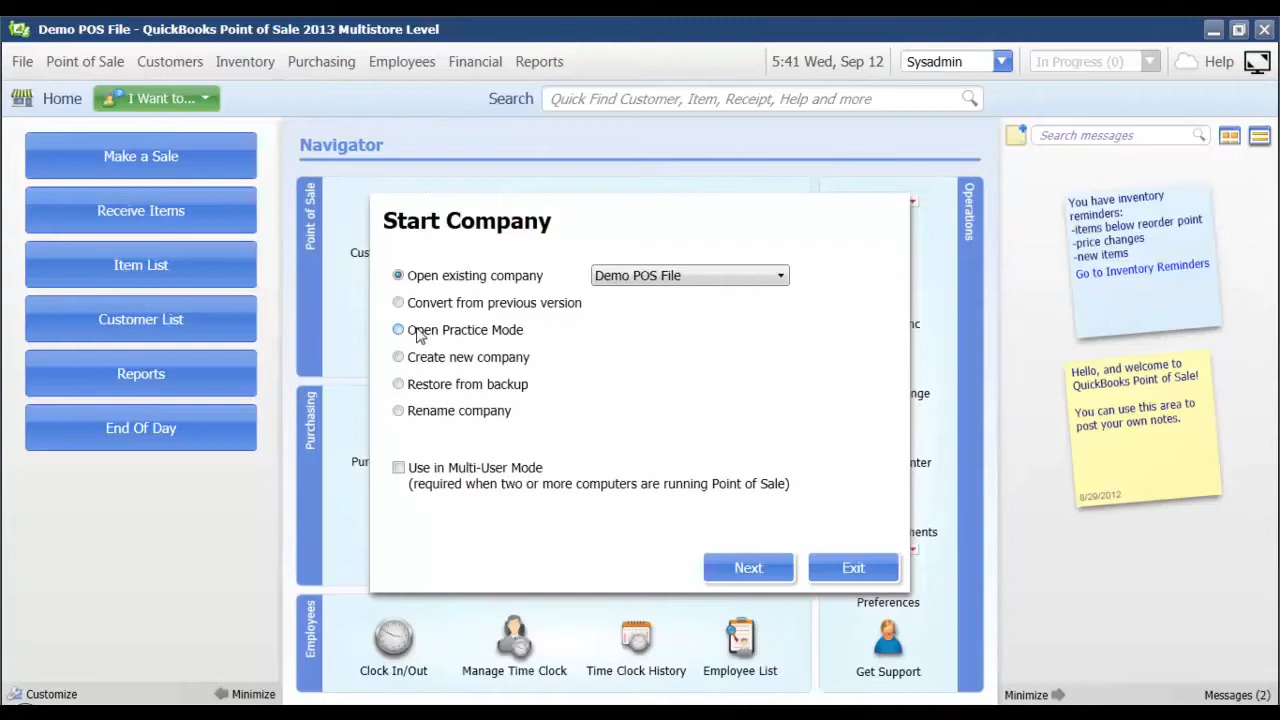 Demo POS File - QuickBooks Point of Sale 2013 Multistore Level
File Point of Sale Customers Inventory Purchasing Employees Financial Reports 5:41 Wed, Sep 12 Sysadmin In Progress (0) Help
Home I Want to... Search Quick Find Customer, Item, Receipt, Help and more
Make a Sale
Receive Items
Item List
Customer List
Reports
End Of Day
Customize Minimize
Navigator
Point of Sale
Cus
Purchasing
Pur
Employees
Operations
Start Company
Open existing company Demo POS File
Convert from previous version
Open Practice Mode
Create new company
Restore from backup
Rename company
Use in Multi-User Mode
(required when two or more computers are running Point of Sale)
Next Exit
nc
nge
nter
ments
Preferences
Clock In/Out Manage Time Clock Time Clock History Employee List Get Support
Search messages
You have inventory
reminders:
-items below reorder point
-price changes
-new items
Go to Inventory Reminders
Hello, and welcome to
QuickBooks Point of Sale!
You can use this area to
post your own notes.
8/29/2012
Minimize Messages (2)